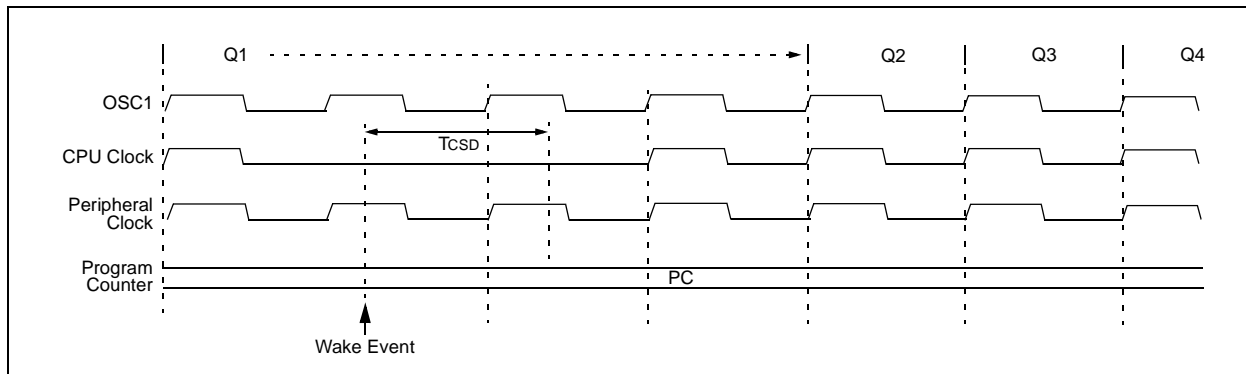 Q1 Q2 Q3 Q4
OSC1
TCSD
CPU Clock
Peripheral
Clock
Program
Counter
PC
Wake Event